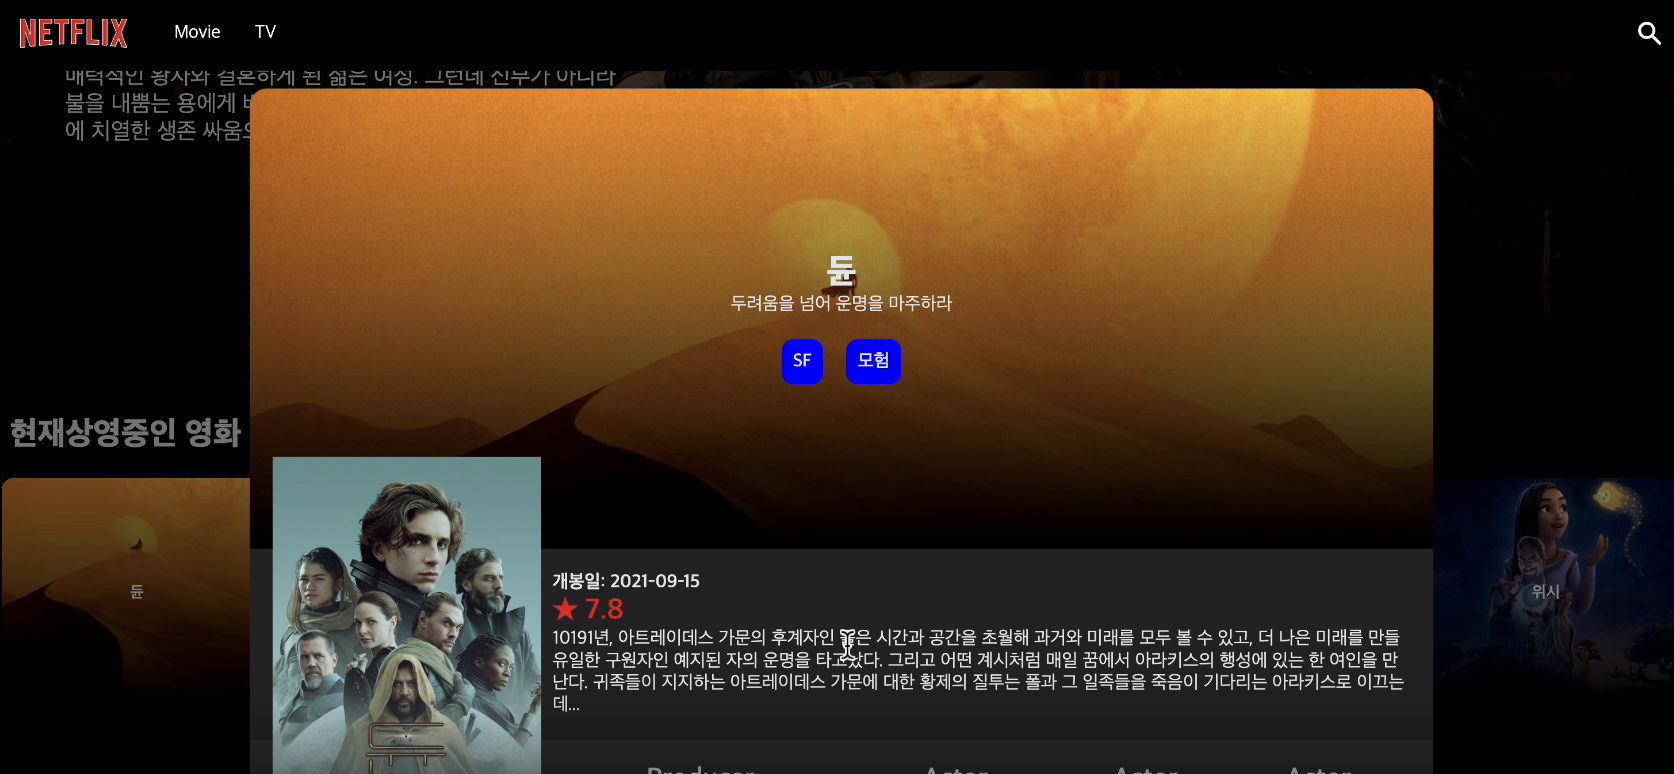 NETFLIX
Movie
TV
매력적인 왕자와 결혼하게 된 젊은 여성. 그런데 신부가 아니라
불을 내뿜는 용에게
에 치열한 생존 싸움
듄
두려움을 넘어 운명을 마주하라
SF
모험
현재상영중인 영화
듄
위시
개봉일: 2021-09-15
★ 7.8
10191년, 아트레이데스 가문의 후계자인 은 시간과 공간을 초월해 과거와 미래를 모두 볼 수 있고, 더 나은 미래를 만들
유일한 구원자인 예지된 자의 운명을 타고났다. 그리고 어떤 계시처럼 매일 꿈에서 아라키스의 행성에 있는 한 여인을 만
난다. 귀족들이 지지하는 아트레이데스 가문에 대한 황제의 질투는 폴과 그 일족들을 죽음이 기다리는 아라키스로 이끄는
데...
듄
Producer
Actor
Actor
Actor